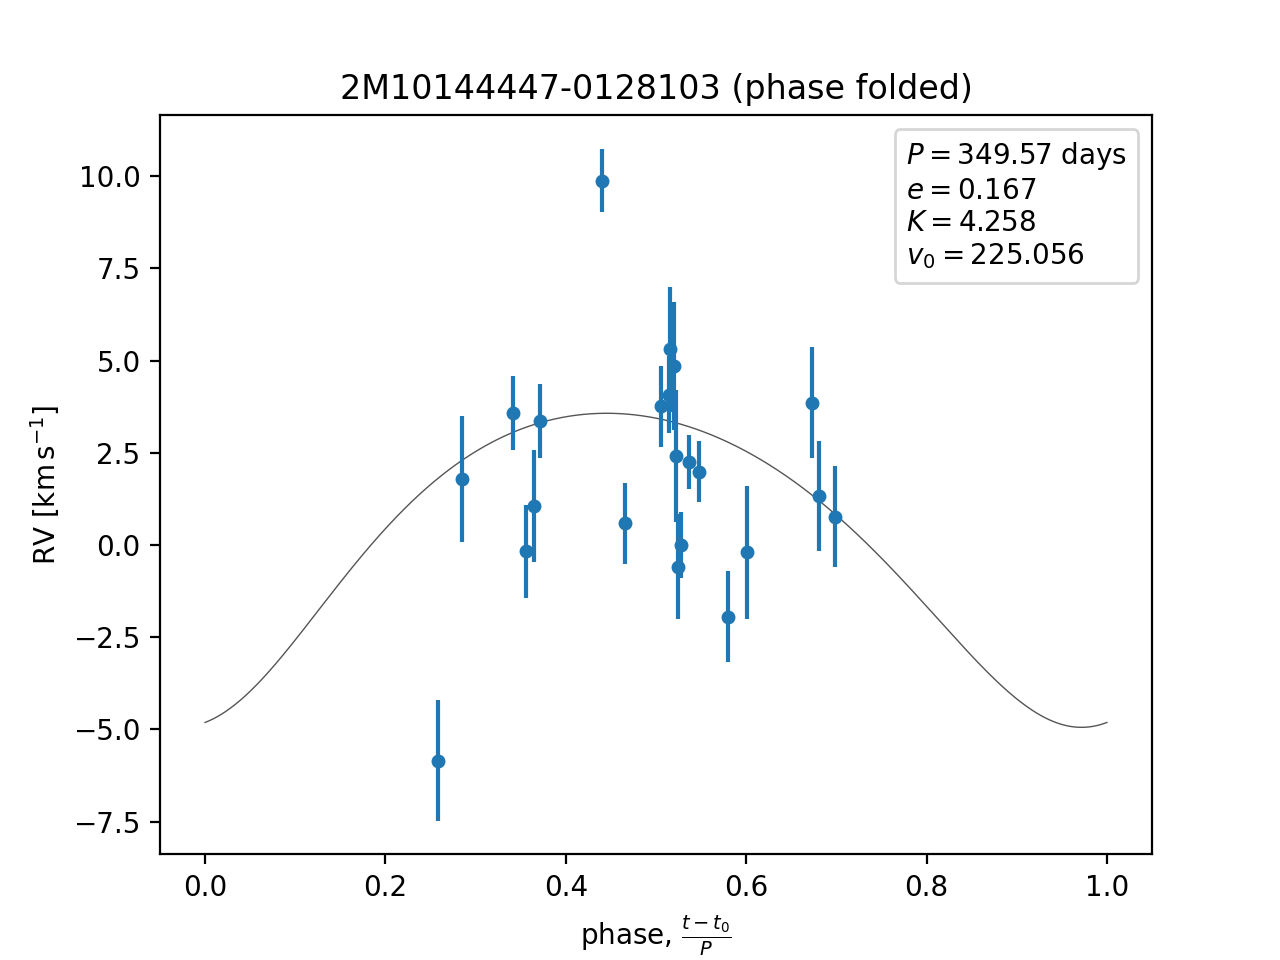 2M10144447-0128103 (phase folded)
P = 349.57 days
e = 0.167
K = 4.258
v₀ = 225.056
10.0
7.5
5.0
2.5
0.0
−2.5
−5.0
−7.5
RV [km s⁻¹]
0.0 0.2 0.4 0.6 0.8 1.0
phase, (t − t₀)/P